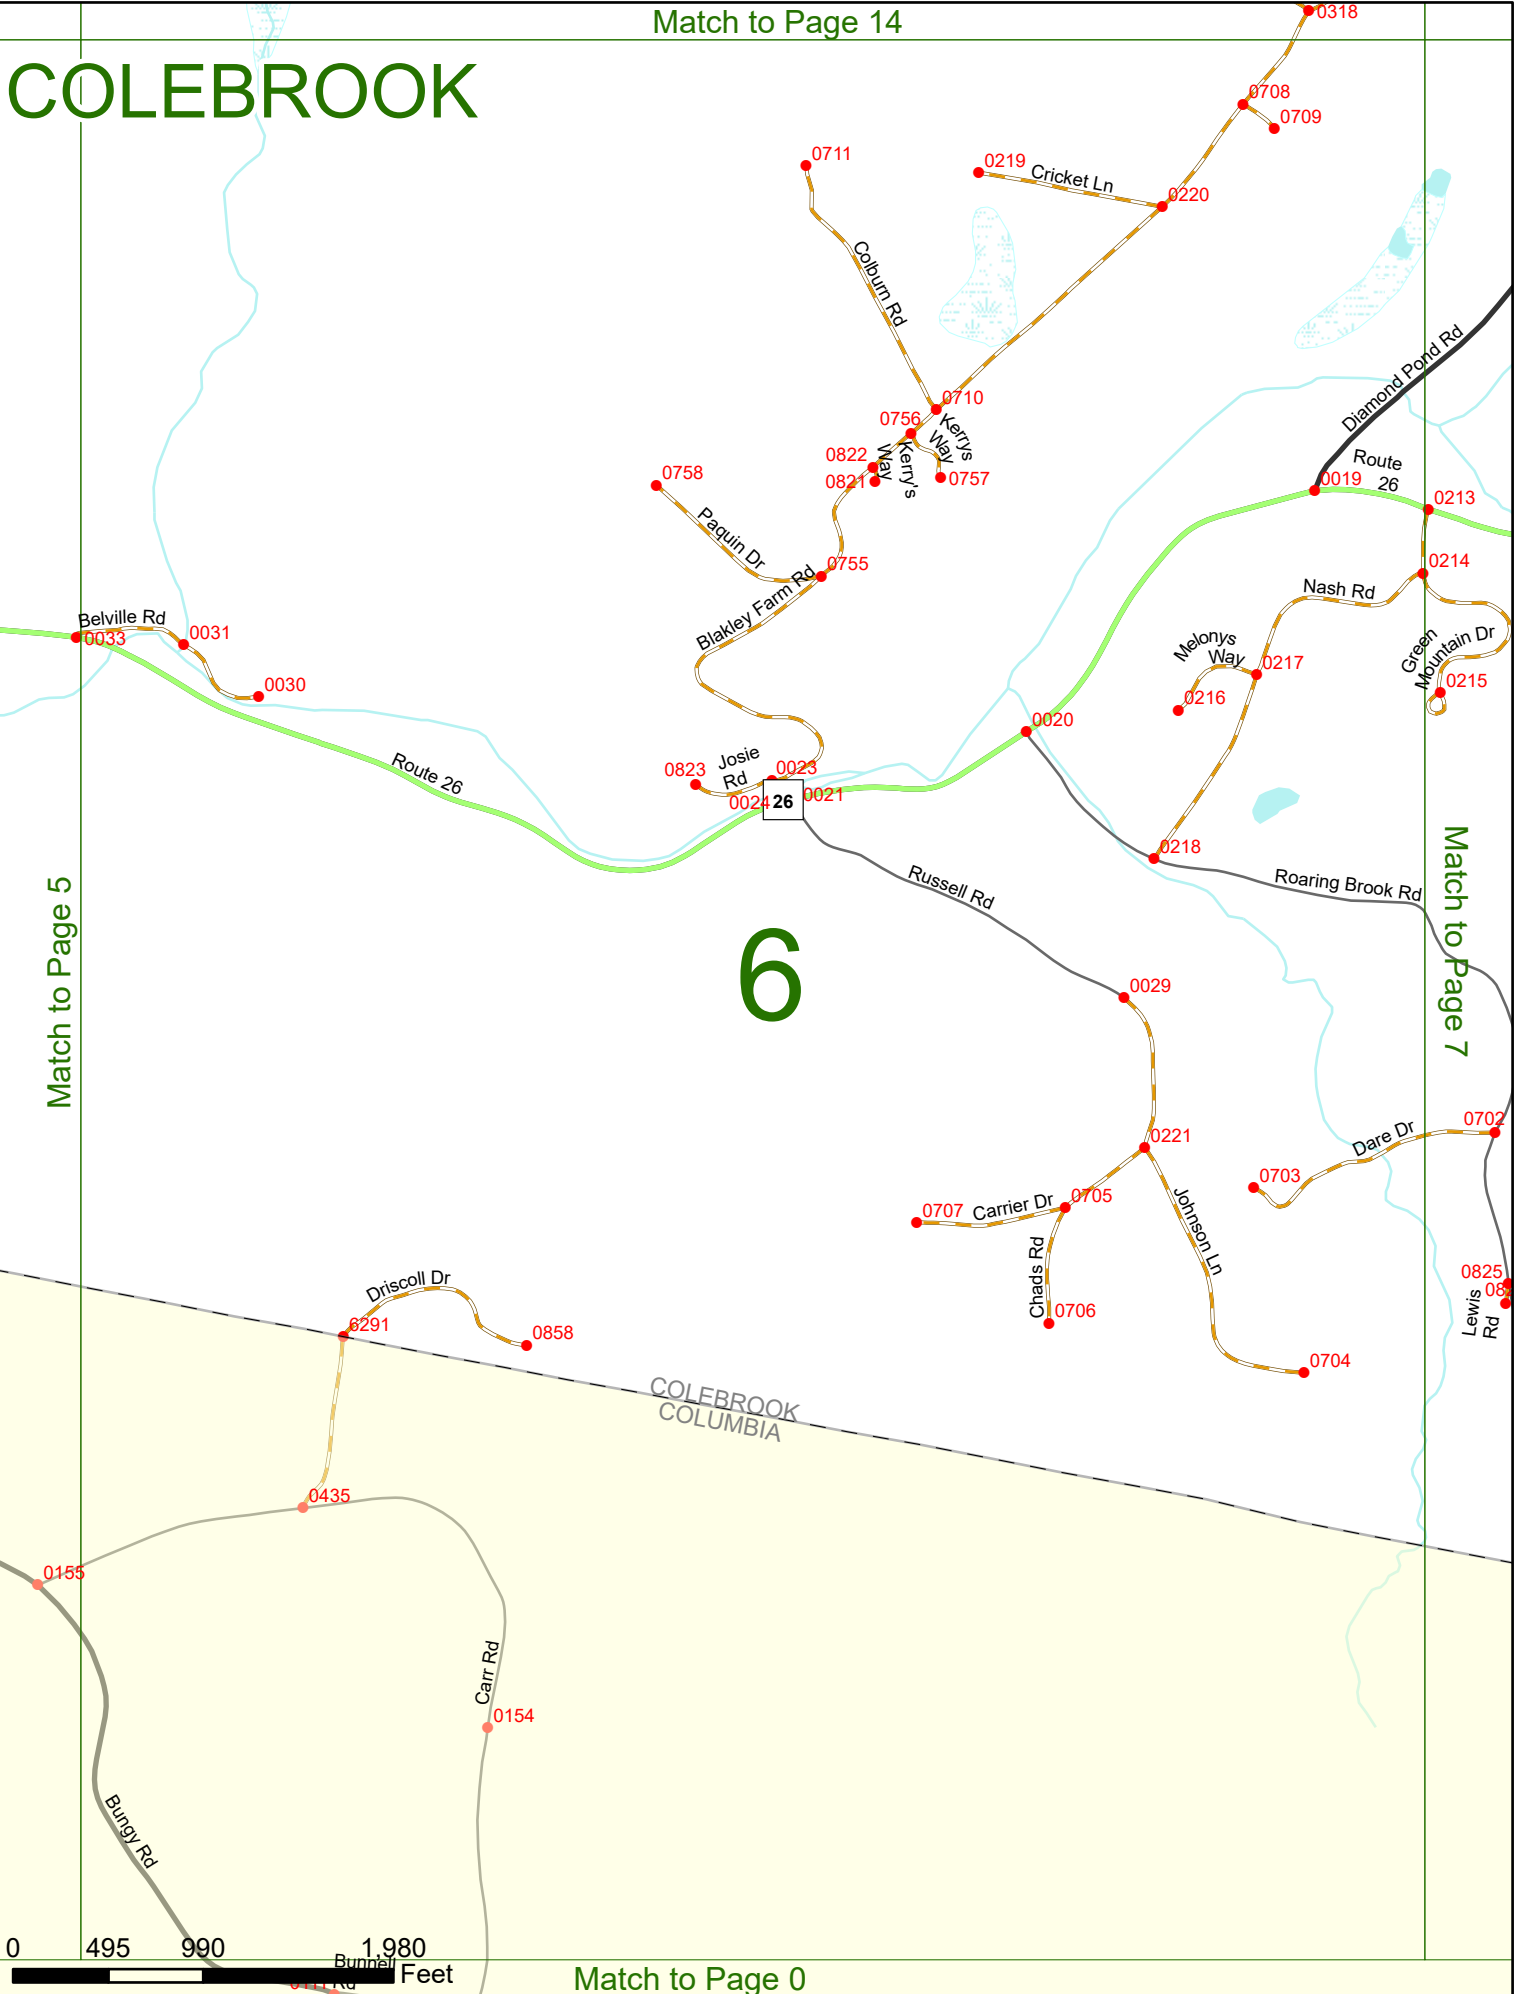 Match to Page 14
0318
COLEBROOK
0708
0709
0711
0219
Cricket Ln
0220
Colburn Rd
Diamond Pond Rd
0710
0756
Kerrys
Way
0822
Kerry's
Way
0821
0757
0758
Route
26
0019
0213
Paquin Dr
0755
0214
Blakley Farm Rd
Nash Rd
Belville Rd
0033
0031
Melonys
Way
0217
Green
Mountain Dr
0030
0216
0215
0020
Route 26
0823
Josie
Rd
0023
0024
26
0021
0218
Match to Page 5
Russell Rd
Roaring Brook Rd
Match to Page 7
6
0029
0221
0702
Dare Dr
0703
0705
0707
Carrier Dr
Johnson Ln
Chads Rd
0706
0825
08
Lewis
Rd
Driscoll Dr
6291
0858
0704
COLEBROOK
COLUMBIA
0435
0155
Carr Rd
0154
Bungy Rd
0 495 990 1,980
Feet
Bunnell
Rd
Match to Page 0